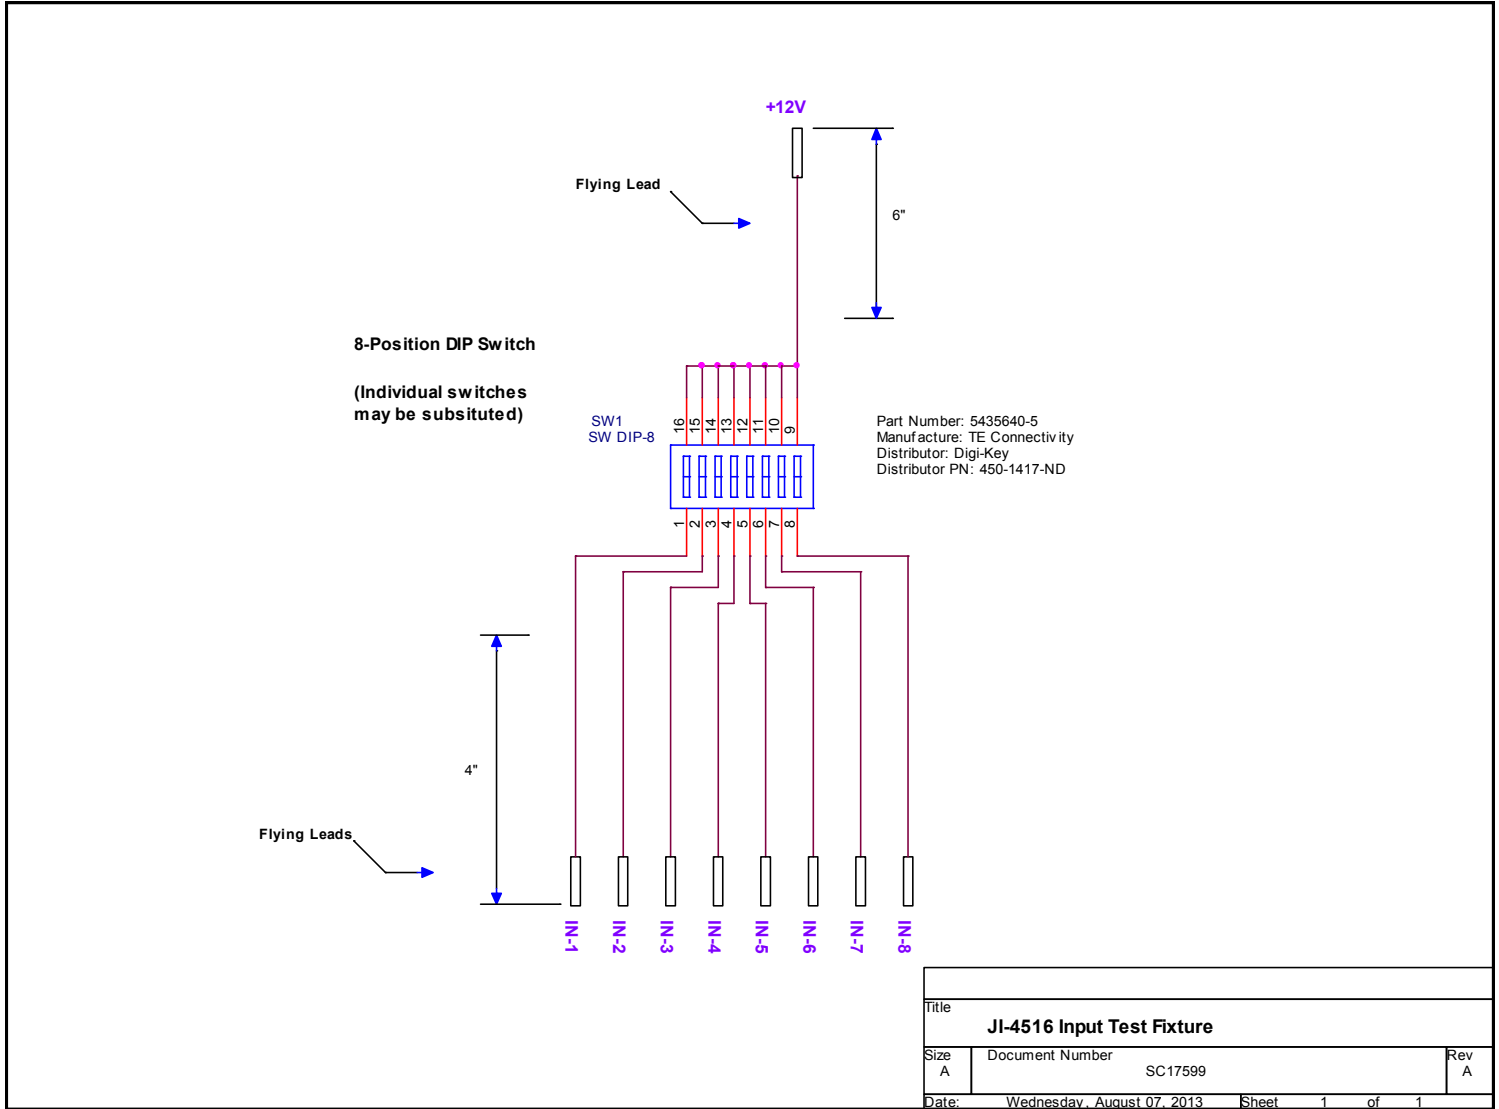 +12V
Flying Lead
6"
8-Position DIP Switch
(Individual switches
may be subsituted)
SW1
SW DIP-8
16
15
14
13
12
11
10
9
Part Number: 5435640-5
Manufacture: TE Connectivity
Distributor: Digi-Key
Distributor PN: 450-1417-ND
1
2
3
4
5
6
7
8
4"
Flying Leads
IN-1
IN-2
IN-3
IN-4
IN-5
IN-6
IN-7
IN-8
Title
JI-4516 Input Test Fixture
Size
A
Document Number
SC17599
Rev
A
Date: Wednesday, August 07, 2013 Sheet 1 of 1